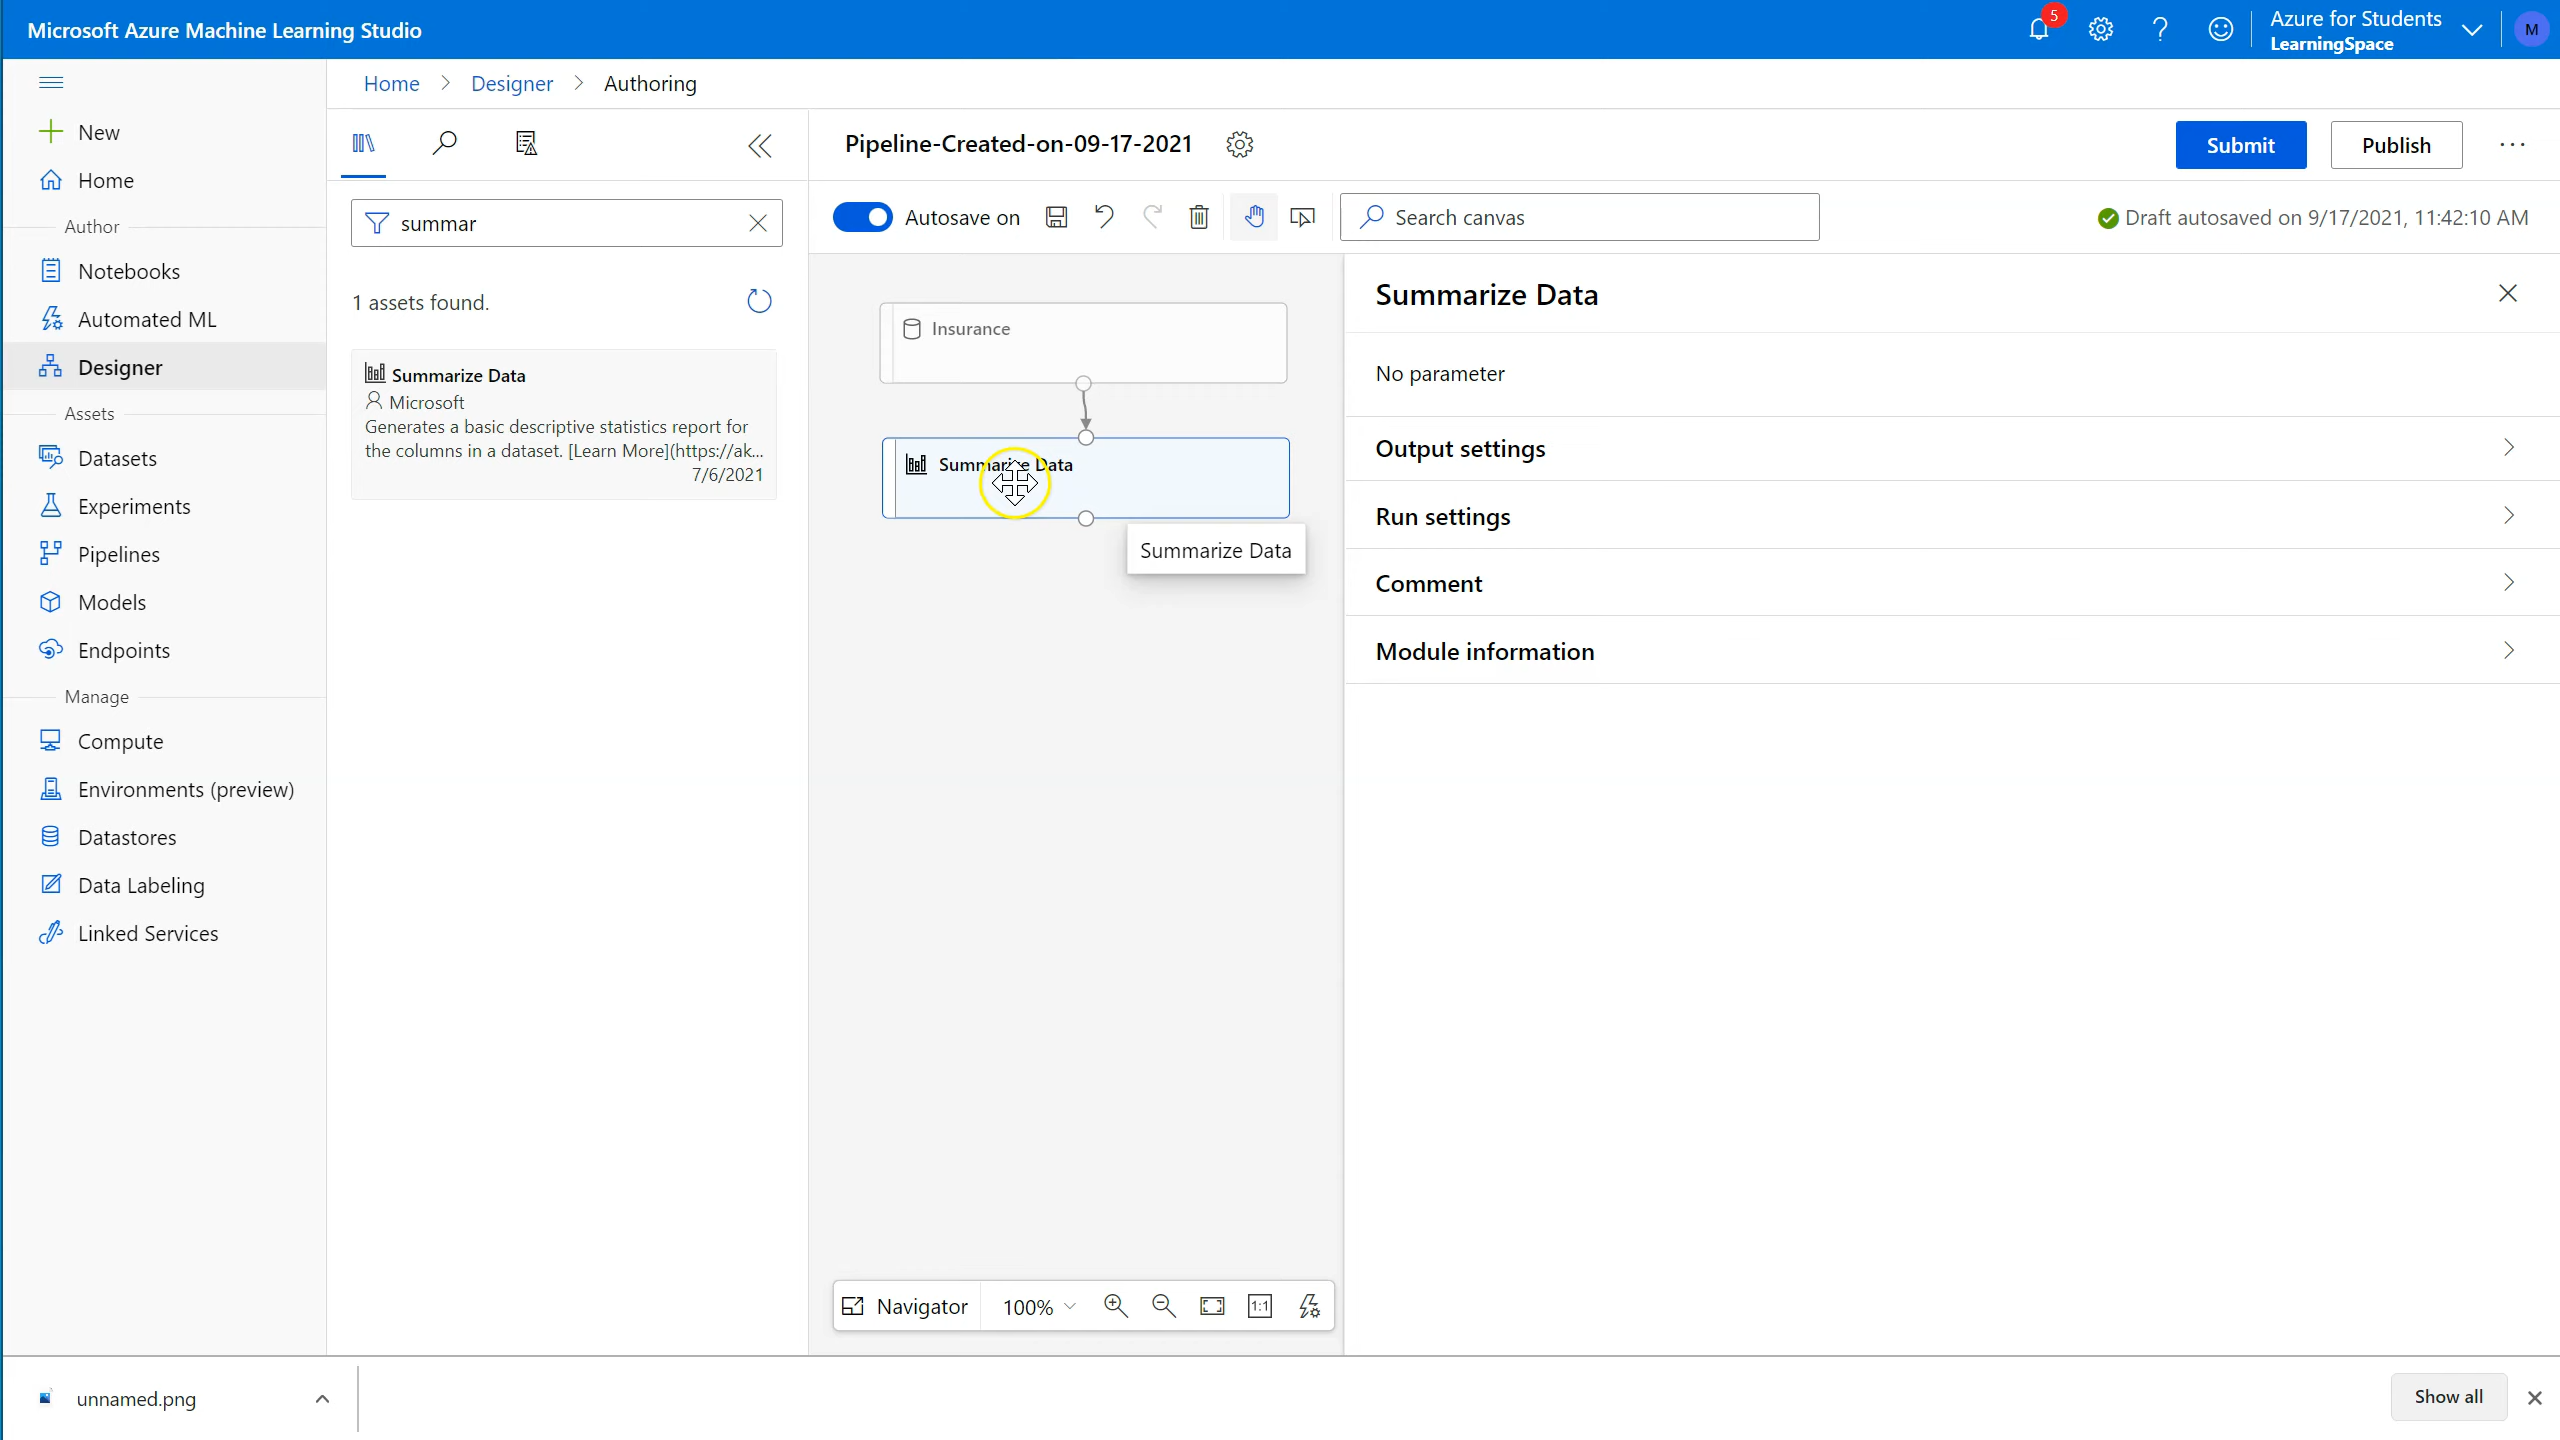 Microsoft Azure Machine Learning Studio
5
Azure for Students
LearningSpace
M
Home > Designer > Authoring
New
Home
Author
Notebooks
Automated ML
Designer
Assets
Datasets
Experiments
Pipelines
Models
Endpoints
Manage
Compute
Environments (preview)
Datastores
Data Labeling
Linked Services
summar
1 assets found.
Summarize Data
Microsoft
Generates a basic descriptive statistics report for
the columns in a dataset. [Learn More](https://ak...
7/6/2021
Pipeline-Created-on-09-17-2021
Submit
Publish
Autosave on
Search canvas
Draft autosaved on 9/17/2021, 11:42:10 AM
Insurance
Summarize Data
Summarize Data
Navigator
100%
1:1
Summarize Data
No parameter
Output settings
Run settings
Comment
Module information
unnamed.png
Show all